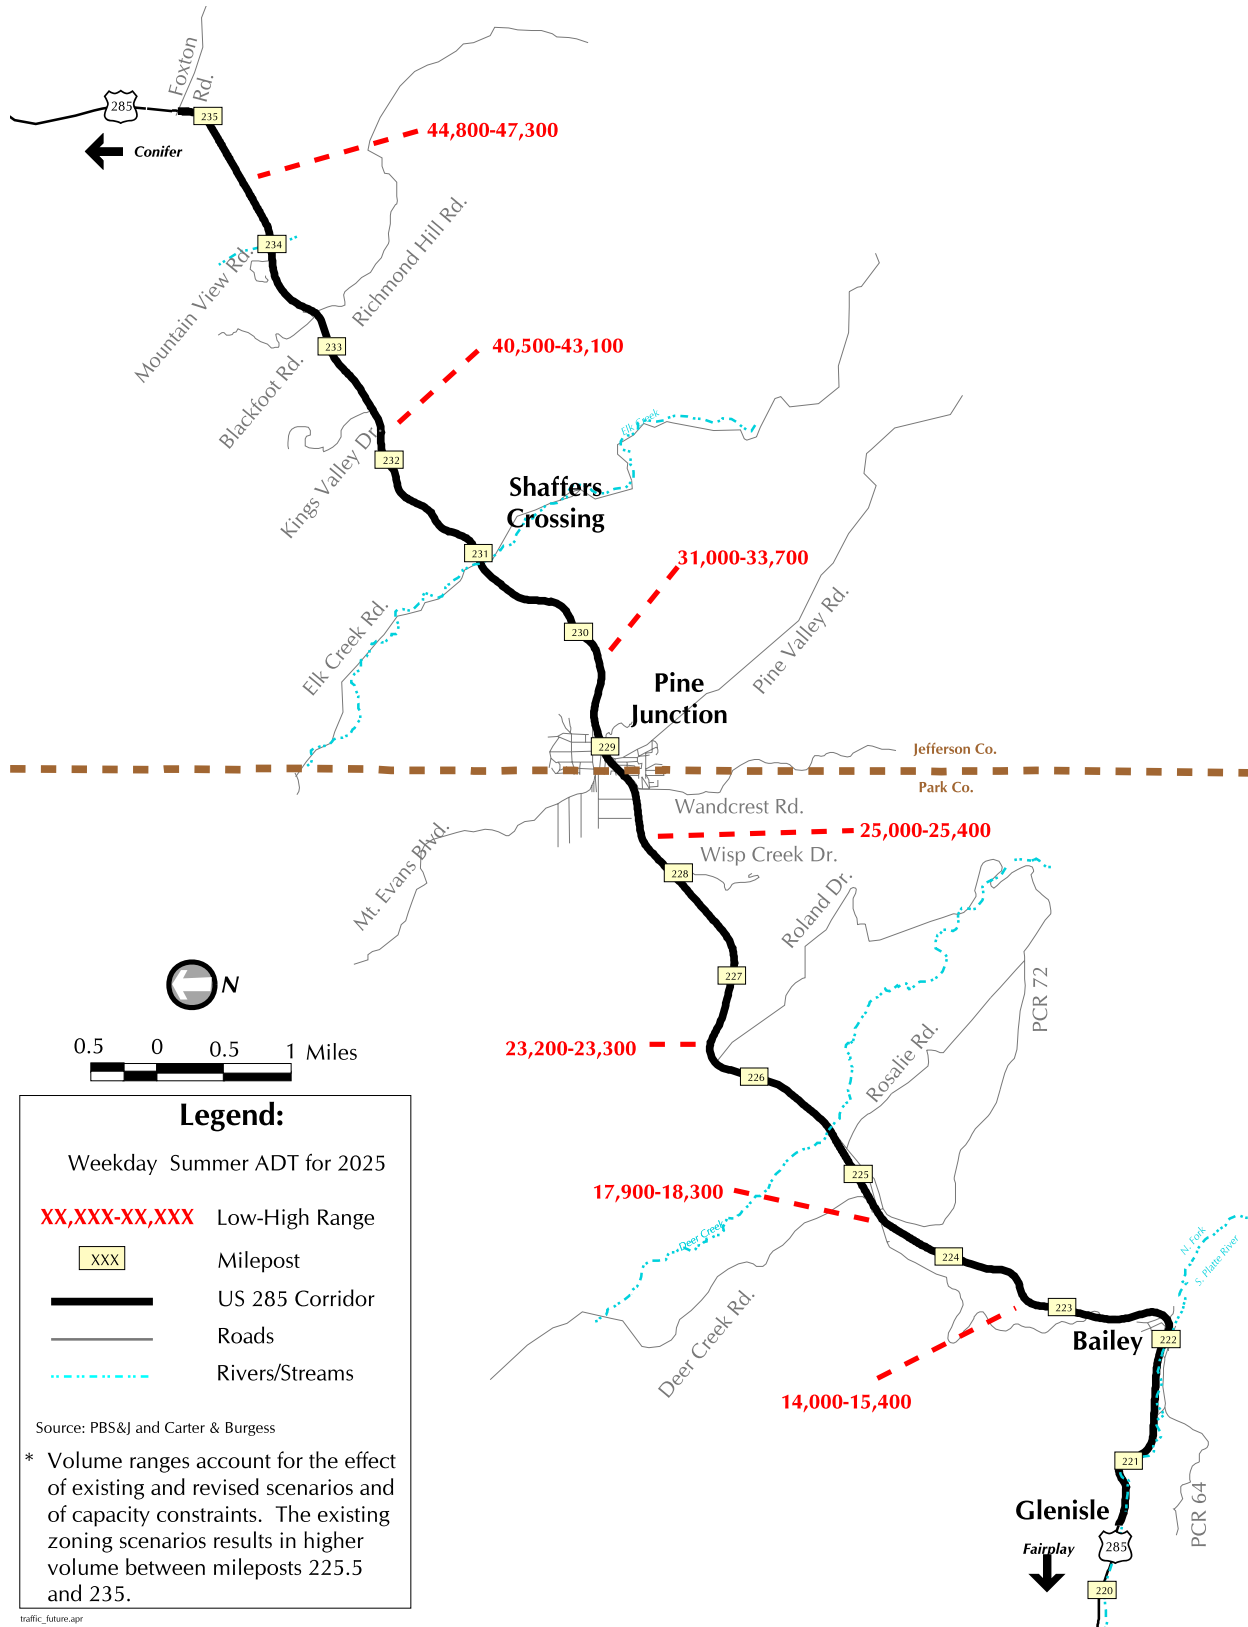 Foxton
Rd.
285
235
Conifer
44,800-47,300
Richmond Hill Rd.
234
Mountain View Rd.
233
40,500-43,100
Blackfoot Rd.
Kings Valley Dr.
Elk Creek
232
Shaffers
Crossing
231
31,000-33,700
Elk Creek Rd.
230
Pine Valley Rd.
Pine
Junction
229
Jefferson Co.
Park Co.
Wandcrest Rd.
25,000-25,400
Mt. Evans Blvd.
Wisp Creek Dr.
228
Roland Dr.
227
PCR 72
N
23,200-23,300
Rosalie Rd.
226
0.5 0 0.5 1 Miles
225
17,900-18,300
Deer Creek
224
N. Fork
S. Platte River
223
Deer Creek Rd.
Bailey
222
14,000-15,400
221
PCR 64
Glenisle
Fairplay
285
220
Legend:
Weekday Summer ADT for 2025
XX,XXX-XX,XXX Low-High Range
XXX Milepost
US 285 Corridor
Roads
Rivers/Streams
Source: PBS&J and Carter & Burgess
* Volume ranges account for the effect
of existing and revised scenarios and
of capacity constraints. The existing
zoning scenarios results in higher
volume between mileposts 225.5
and 235.
traffic_future.apr